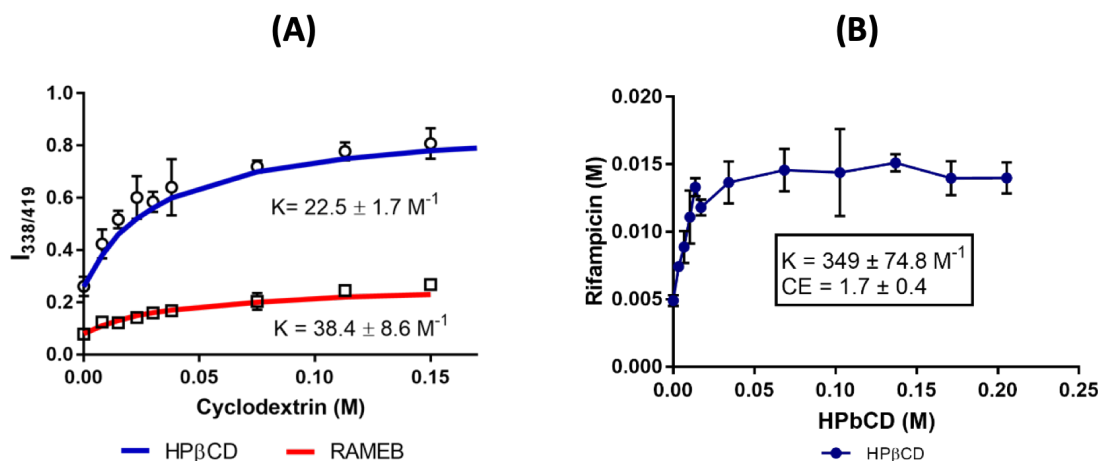 (A)
(B)
1.0
0.8
0.6
0.4
0.2
0.0
I338/419
K= 22.5 ± 1.7 M⁻¹
K = 38.4 ± 8.6 M⁻¹
0.00 0.05 0.10 0.15
Cyclodextrin (M)
HPβCD RAMEB
0.020
0.015
0.010
0.005
0.000
Rifampicin (M)
K = 349 ± 74.8 M⁻¹
CE = 1.7 ± 0.4
0.00 0.05 0.10 0.15 0.20 0.25
HPbCD (M)
HPβCD